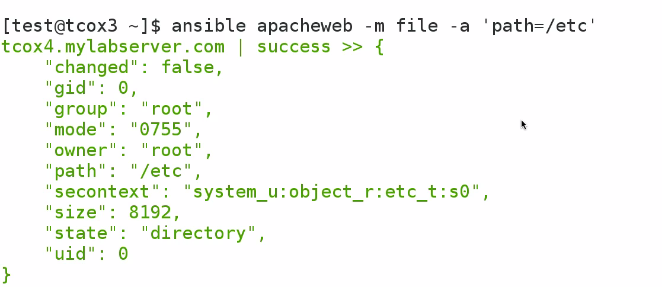 [test@tcox3 ~]$ ansible apacheweb -m file -a 'path=/etc'
tcox4.mylabserver.com | success >> {
    "changed": false,
    "gid": 0,
    "group": "root",
    "mode": "0755",
    "owner": "root",
    "path": "/etc",
    "secontext": "system_u:object_r:etc_t:s0",
    "size": 8192,
    "state": "directory",
    "uid": 0
}